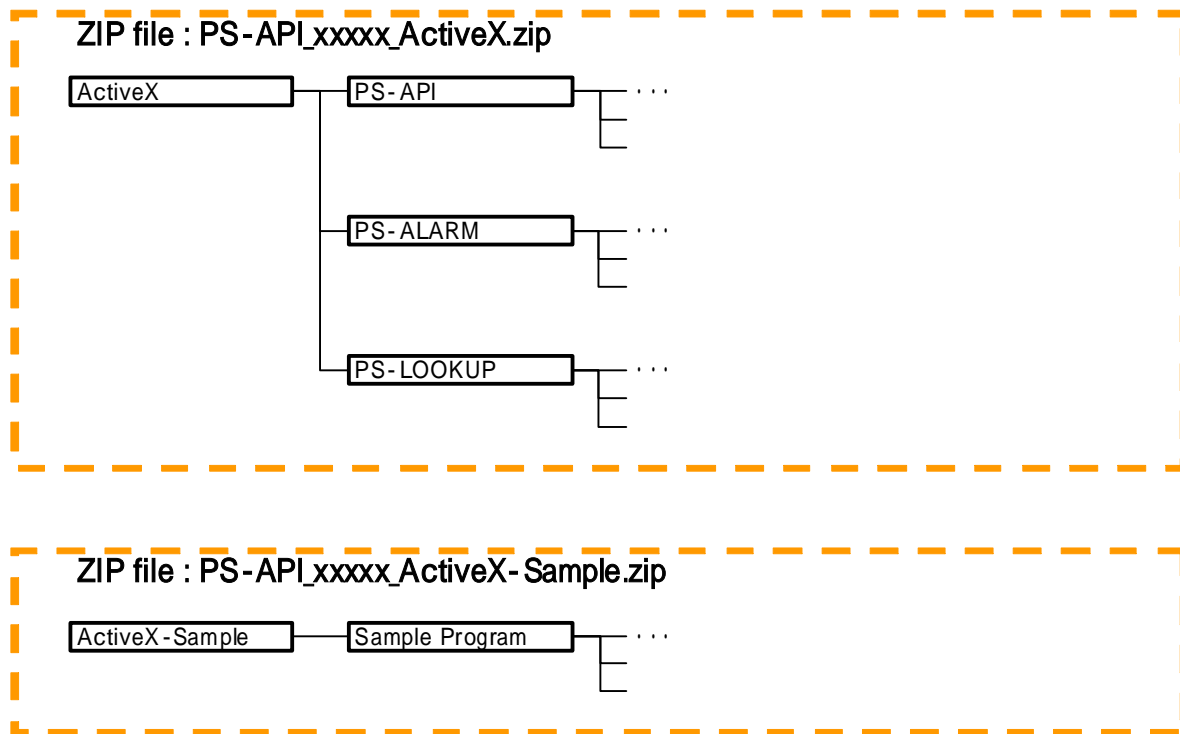 ZIP file : PS-API_xxxxx_ActiveX.zip
ActiveX
PS-API
. . .
PS-ALARM
. . .
PS-LOOKUP
. . .
ZIP file : PS-API_xxxxx_ActiveX-Sample.zip
ActiveX-Sample
Sample Program
. . .